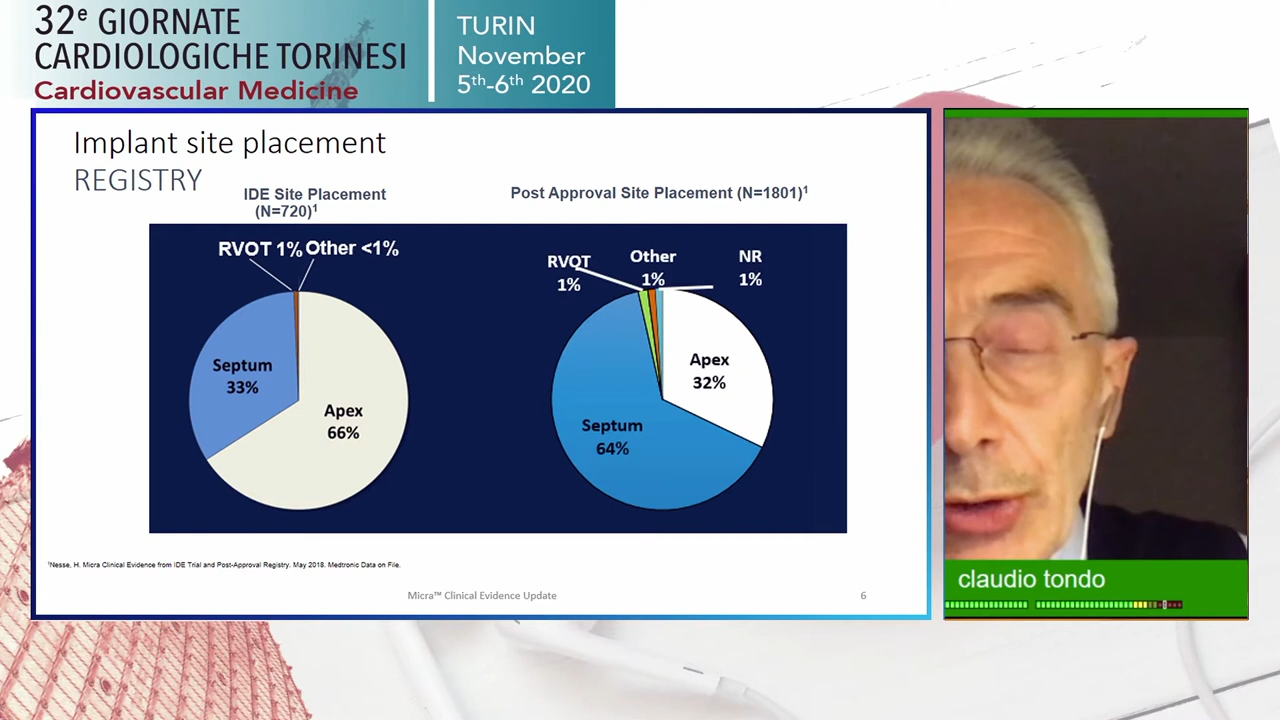 32e GIORNATE
CARDIOLOGICHE TORINESI
Cardiovascular Medicine
TURIN
November
5th-6th 2020
Implant site placement
REGISTRY
IDE Site Placement
(N=720)1
RVOT 1% Other <1%
Septum
33%
Apex
66%
Post Approval Site Placement (N=1801)1
RVOT
1%
Other
1%
NR
1%
Apex
32%
Septum
64%
1Nesse, H. Micra Clinical Evidence from IDE Trial and Post-Approval Registry. May 2018. Medtronic Data on File.
Micra™ Clinical Evidence Update
6
claudio tondo